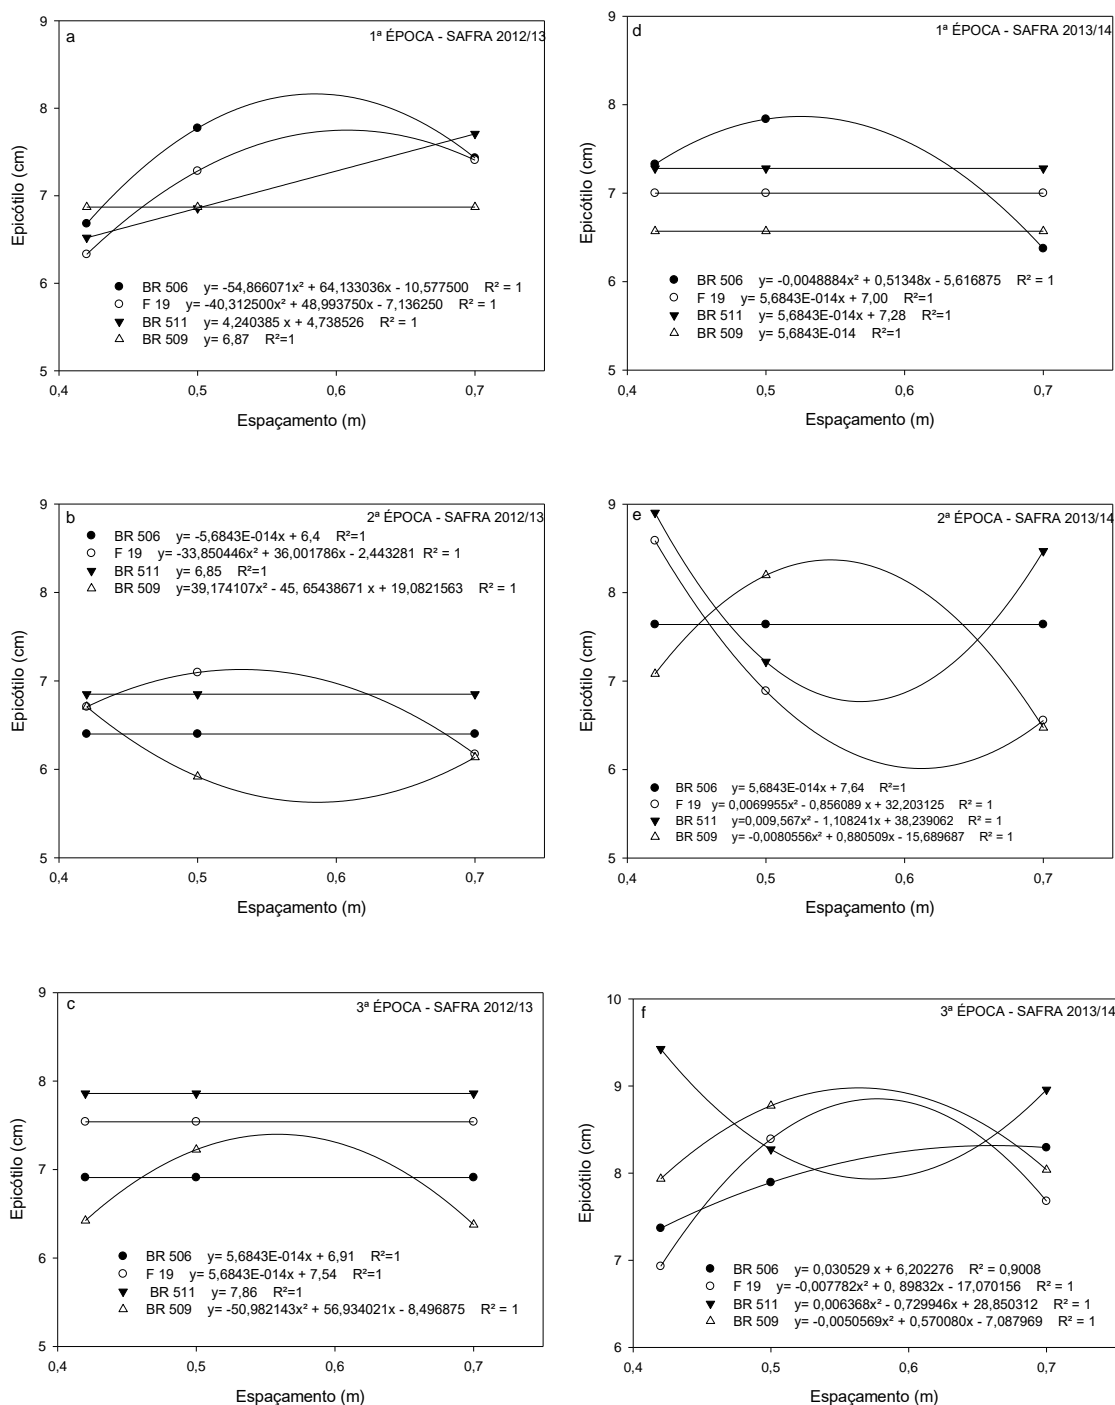 a
1ª ÉPOCA - SAFRA 2012/13
9
8
7
6
5
Epicótilo (cm)
BR 506 y= -54,866071x² + 64,133036x - 10,577500 R² = 1
F 19 y= -40,312500x² + 48,993750x - 7,136250 R² = 1
BR 511 y= 4,240385 x + 4,738526 R² = 1
BR 509 y= 6,87 R²=1
0,4 0,5 0,6 0,7
Espaçamento (m)
d
1ª ÉPOCA - SAFRA 2013/14
9
8
7
6
5
Epicótilo (cm)
BR 506 y= -0,0048884x² + 0,51348x - 5,616875 R² = 1
F 19 y= 5,6843E-014x + 7,00 R²=1
BR 511 y= 5,6843E-014x + 7,28 R²=1
BR 509 y= 5,6843E-014 R²=1
0,4 0,5 0,6 0,7
Espaçamento (m)
b
2ª ÉPOCA - SAFRA 2012/13
BR 506 y= -5,6843E-014x + 6,4 R²=1
F 19 y= -33,850446x² + 36,001786x - 2,443281 R² = 1
BR 511 y= 6,85 R²=1
BR 509 y=39,174107x² - 45, 65438671 x + 19,0821563 R² = 1
9
8
7
6
5
Epicótilo (cm)
0,4 0,5 0,6 0,7
Espaçamento (m)
e
2ª ÉPOCA - SAFRA 2013/14
9
8
7
6
5
Epicótilo (cm)
BR 506 y= 5,6843E-014x + 7,64 R²=1
F 19 y= 0,0069955x² - 0,856089 x + 32,203125 R² = 1
BR 511 y=0,009,567x² - 1,108241x + 38,239062 R² = 1
BR 509 y= -0,0080556x² + 0,880509x - 15,689687 R² = 1
0,4 0,5 0,6 0,7
Espaçamento (m)
c
3ª ÉPOCA - SAFRA 2012/13
9
8
7
6
5
Epicótilo (cm)
BR 506 y= 5,6843E-014x + 6,91 R²=1
F 19 y= 5,6843E-014x + 7,54 R²=1
BR 511 y= 7,86 R²=1
BR 509 y= -50,982143x² + 56,934021x - 8,496875 R² = 1
0,4 0,5 0,6 0,7
Espaçamento (m)
f
3ª ÉPOCA - SAFRA 2013/14
10
9
8
7
6
Epicótilo (cm)
BR 506 y= 0,030529x + 6,202276 R² = 0,9008
F 19 y= -0,007782x² + 0, 89832x - 17,070156 R² = 1
BR 511 y= 0,006368x² - 0,729946x + 28,850312 R² = 1
BR 509 y= -0,0050569x² + 0,570080x - 7,087969 R² = 1
0,4 0,5 0,6 0,7
Espaçamento (m)